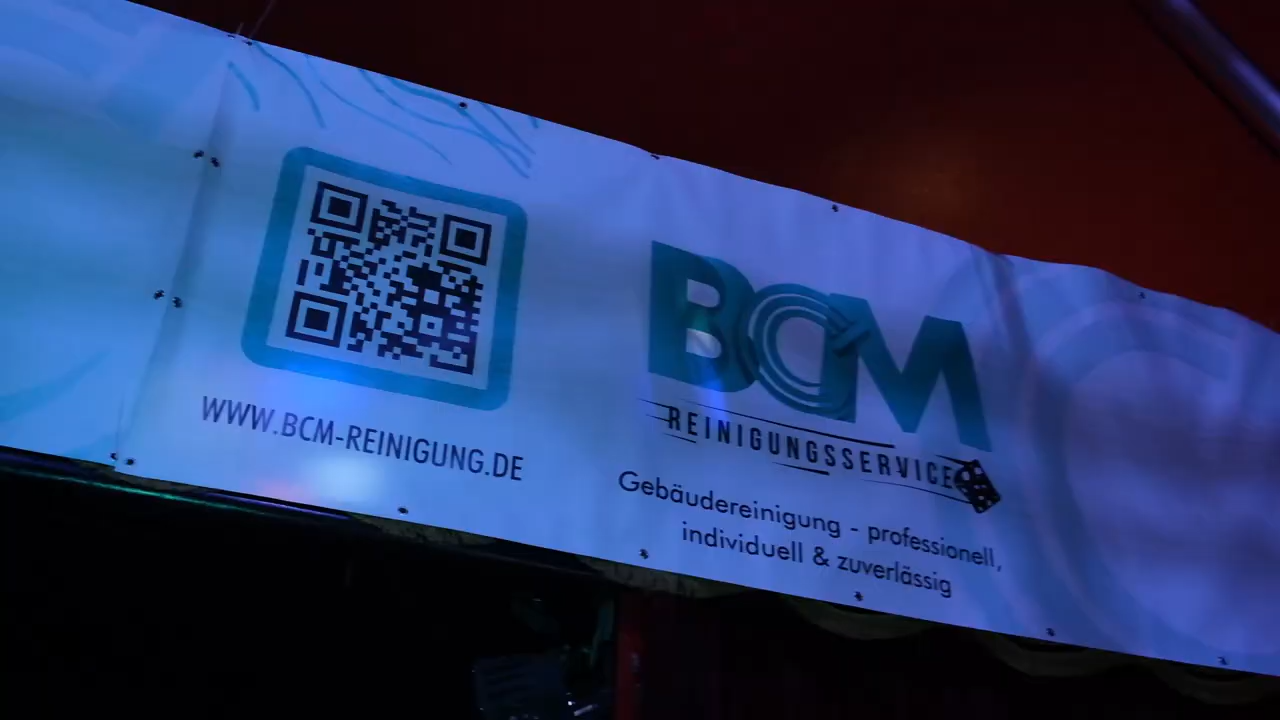 WWW.BCM-REINIGUNG.DE
BCM
REINIGUNGSSERVICE
Gebäudereinigung - professionell,
individuell & zuverlässig